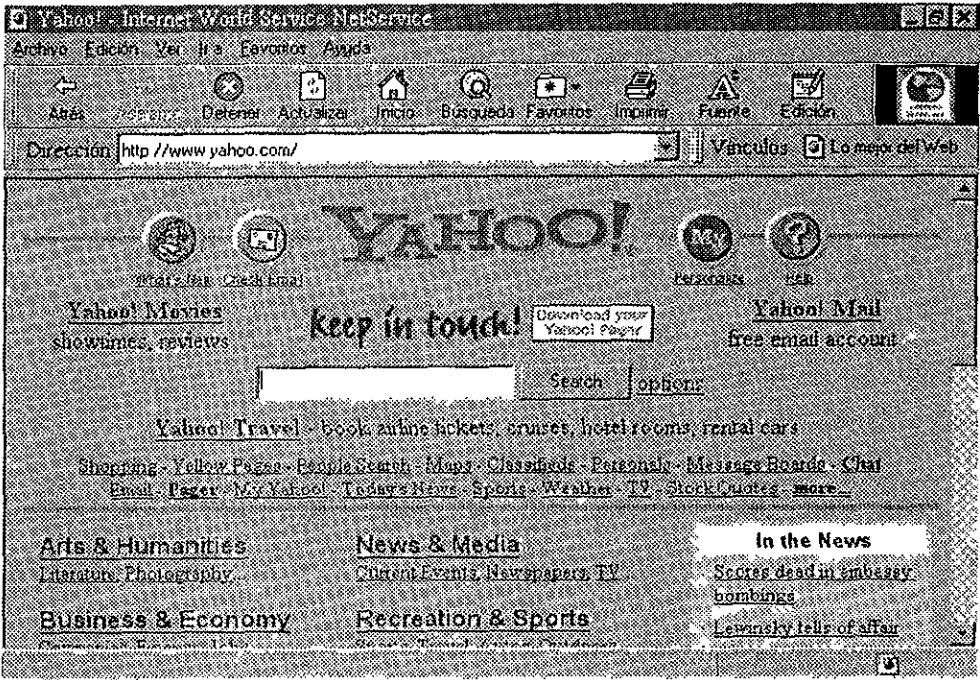 Yahoo! - Internet World Service NetService
Archivo Edición Ver Ir a Favoritos Ayuda
Atrás Detener Actualizar Inicio Búsqueda Favoritos Imprimir Fuente Edición
Dirección http //www yahoo.com/ Vínculos Lo mejor del Web
YAHOO!
What's New Check Email Personalize Help
Yahoo! Movies
showtimes, reviews
keep in touch!
Download your
Yahoo! Pager
Yahoo! Mail
free email account
Search options
Yahoo! Travel - book airline tickets, cruises, hotel rooms, rental cars
Shopping - Yellow Pages - People Search - Maps - Classifieds - Personals - Message Boards - Chat
Email - Pager - My Yahoo! - Today's News - Sports - Weather - TV - Stock Quotes - more...
Arts & Humanities
Literature, Photography...
News & Media
Current Events, Newspapers, TV...
Business & Economy
Recreation & Sports
In the News
Scores dead in embassy
bombings
Lewinsky tells of affair